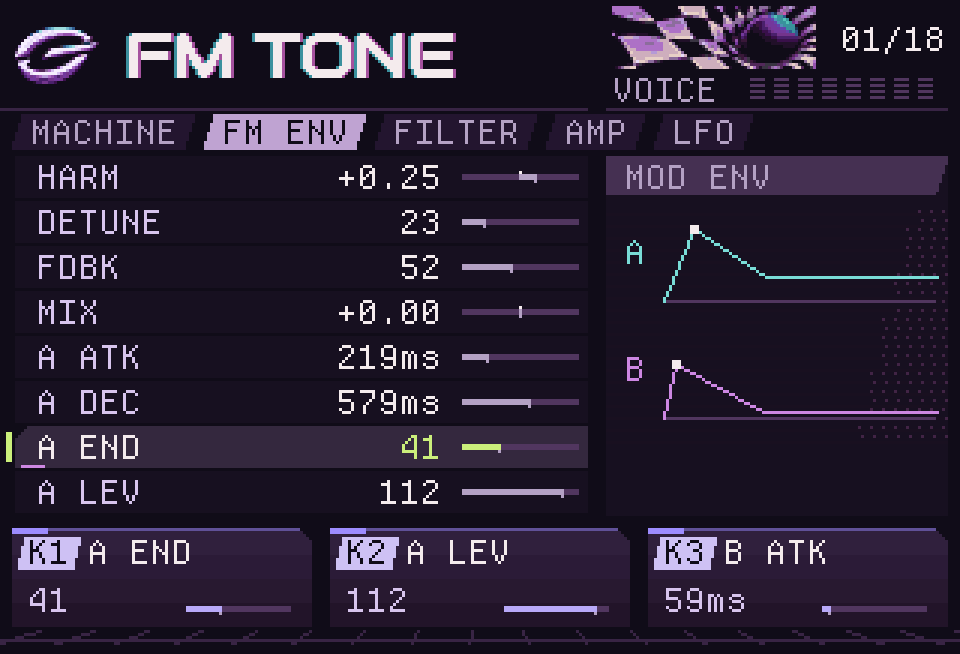 FM TONE
01/18
VOICE
MACHINE FM ENV FILTER AMP LFO
HARM +0.25
DETUNE 23
FDBK 52
MIX +0.00
A ATK 219ms
A DEC 579ms
A END 41
A LEV 112
MOD ENV
A
B
K1 A END
41
K2 A LEV
112
K3 B ATK
59ms